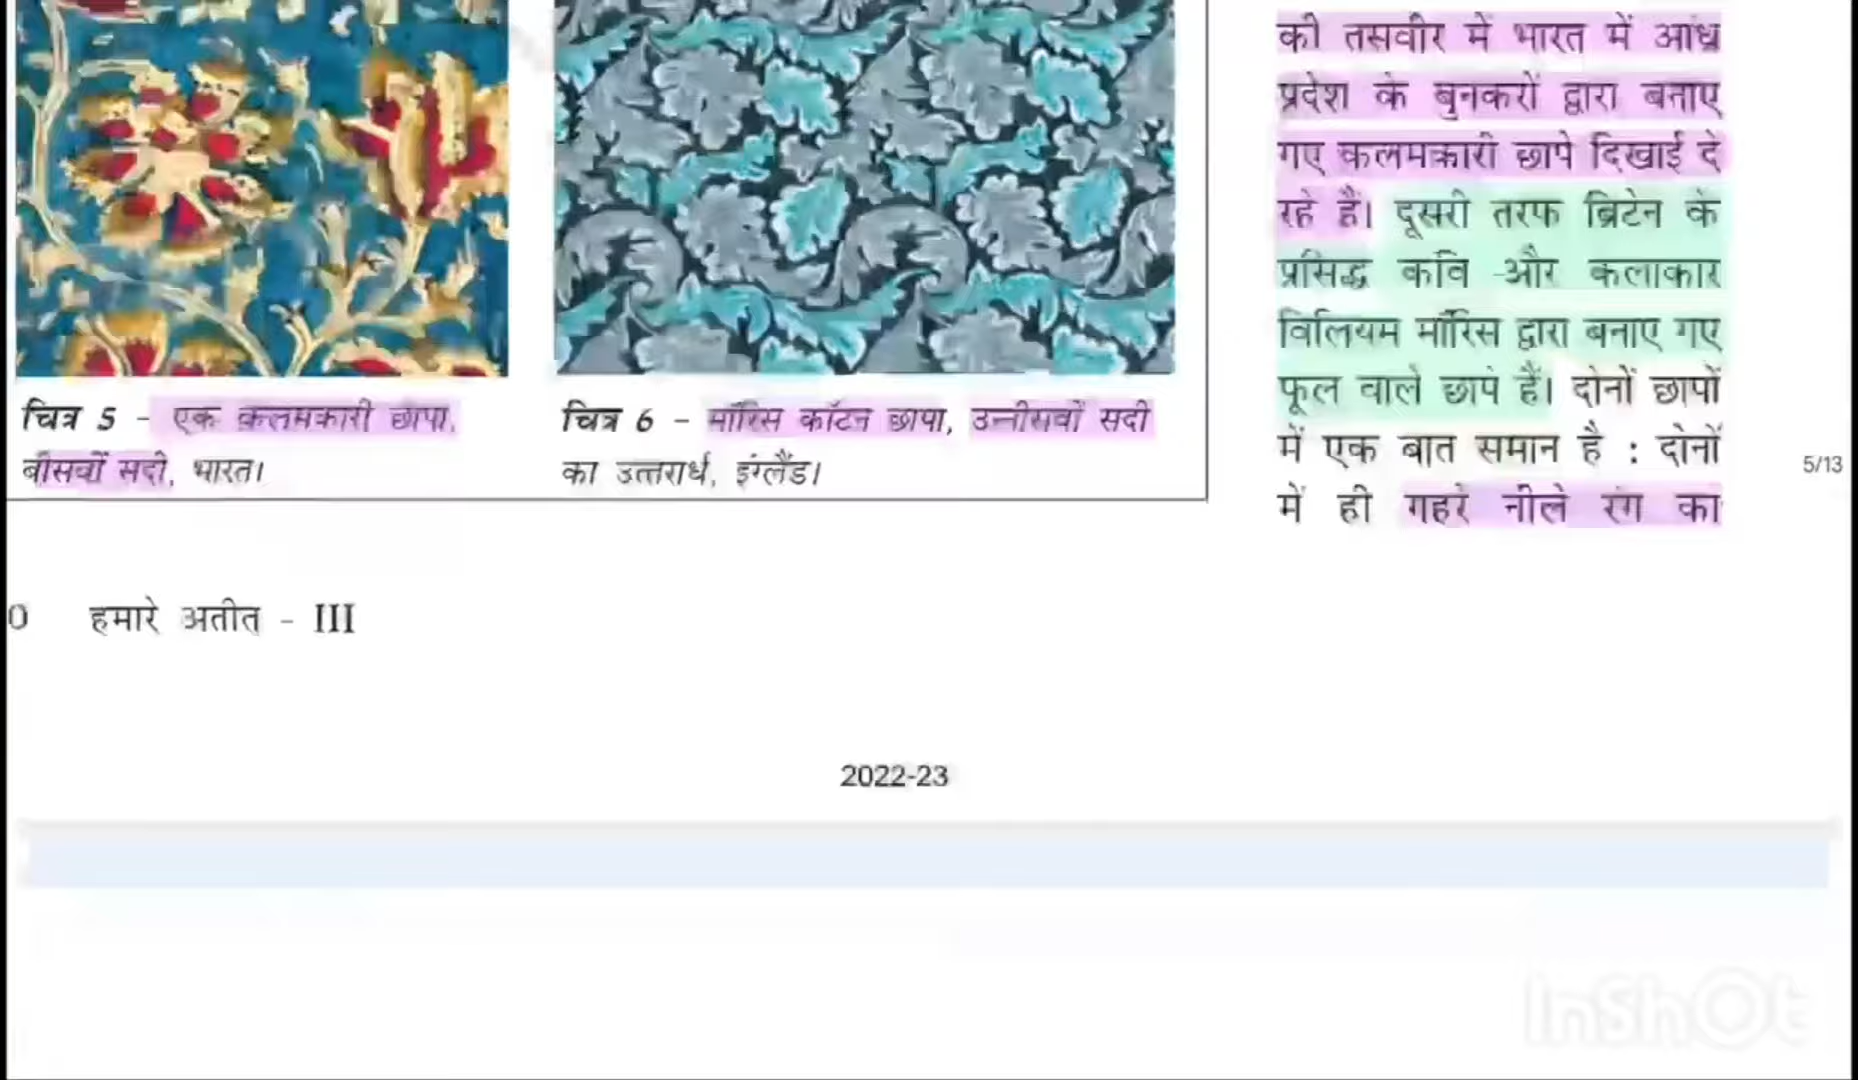 की तसवीर में भारत में आंध्र
प्रदेश के बुनकरों द्वारा बनाए
गए कलमकारी छापे दिखाई दे
रहे हैं। दूसरी तरफ ब्रिटेन के
प्रसिद्ध कवि और कलाकार
विलियम मॉरिस द्वारा बनाए गए
फूल वाले छापे हैं। दोनों छापों
में एक बात समान है : दोनों
में ही गहरे नीले रंग का
चित्र 5 - एक कलमकारी छापा,
बीसवीं सदी, भारत।
चित्र 6 - मॉरिस कॉटन छापा, उन्नीसवीं सदी
का उत्तरार्ध, इंग्लैंड।
5/13
0 हमारे अतीत - III
2022-23
InShOt